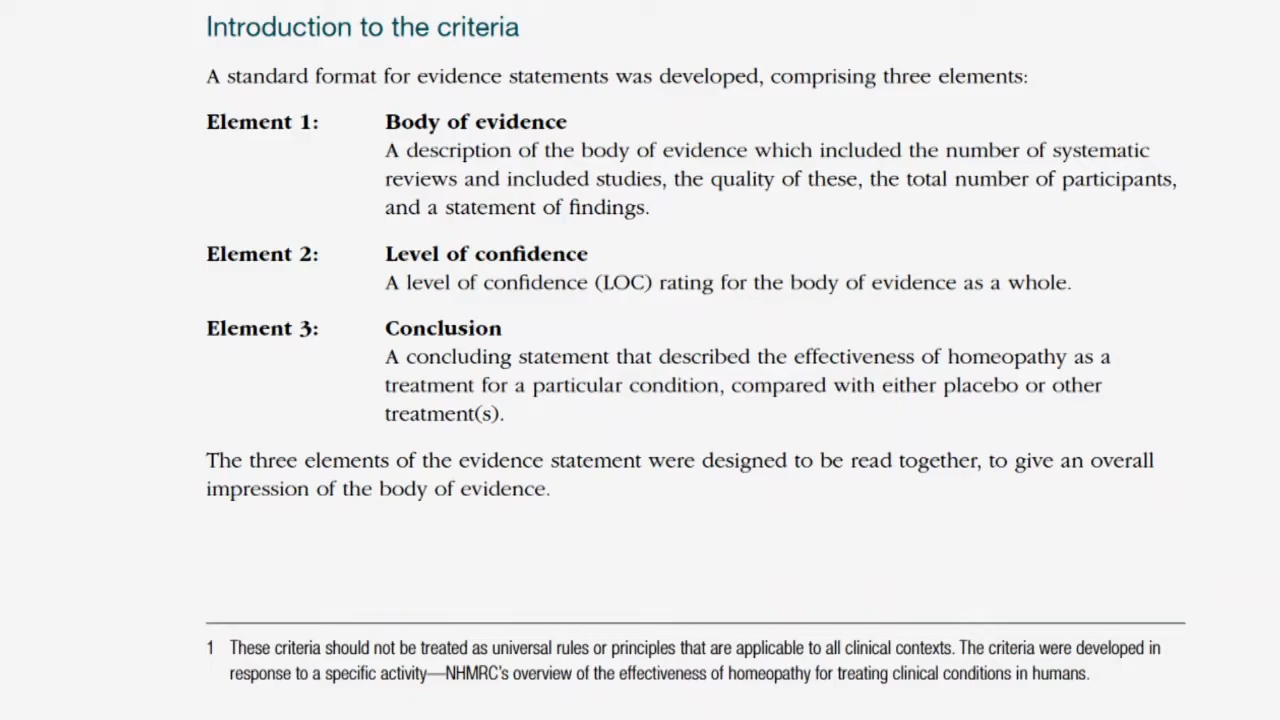 Introduction to the criteria
A standard format for evidence statements was developed, comprising three elements:
Element 1: Body of evidence
A description of the body of evidence which included the number of systematic
reviews and included studies, the quality of these, the total number of participants,
and a statement of findings.
Element 2: Level of confidence
A level of confidence (LOC) rating for the body of evidence as a whole.
Element 3: Conclusion
A concluding statement that described the effectiveness of homeopathy as a
treatment for a particular condition, compared with either placebo or other
treatment(s).
The three elements of the evidence statement were designed to be read together, to give an overall
impression of the body of evidence.
1 These criteria should not be treated as universal rules or principles that are applicable to all clinical contexts. The criteria were developed in
response to a specific activity—NHMRC's overview of the effectiveness of homeopathy for treating clinical conditions in humans.